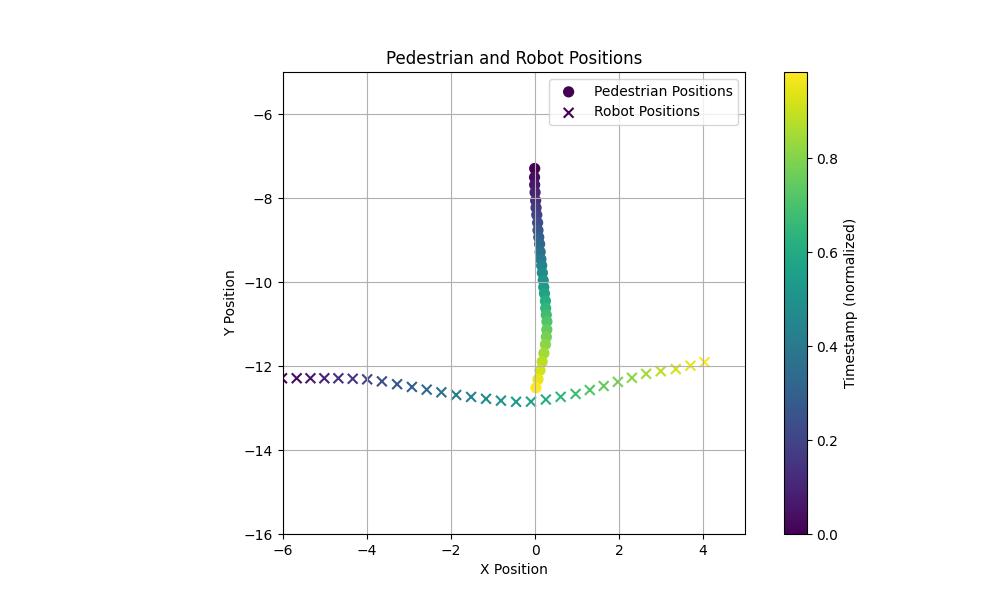 Pedestrian and Robot Positions
Pedestrian Positions
Robot Positions
Y Position
−6
−8
−10
−12
−14
−16
−6
−4
−2
0
2
4
X Position
0.8
0.6
0.4
0.2
0.0
Timestamp (normalized)